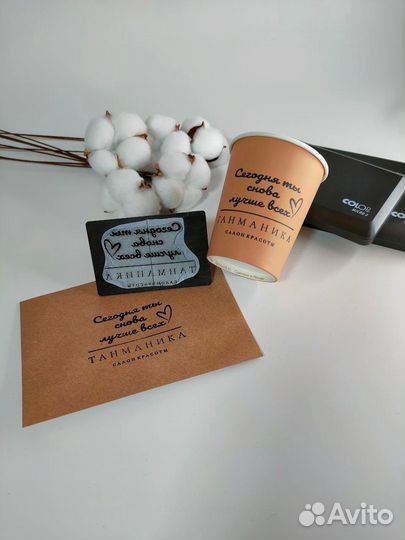 Сегодня ты
снова
лучше всех
ТАНМАНИКА
САЛОН КРАСОТЫ
COLOP
Сегодня ты
снова
лучше всех
ТАНМАНИКА
САЛОН КРАСОТЫ
Сегодня ты
снова
лучше всех
ТАНМАНИКА
САЛОН КРАСОТЫ
Avito